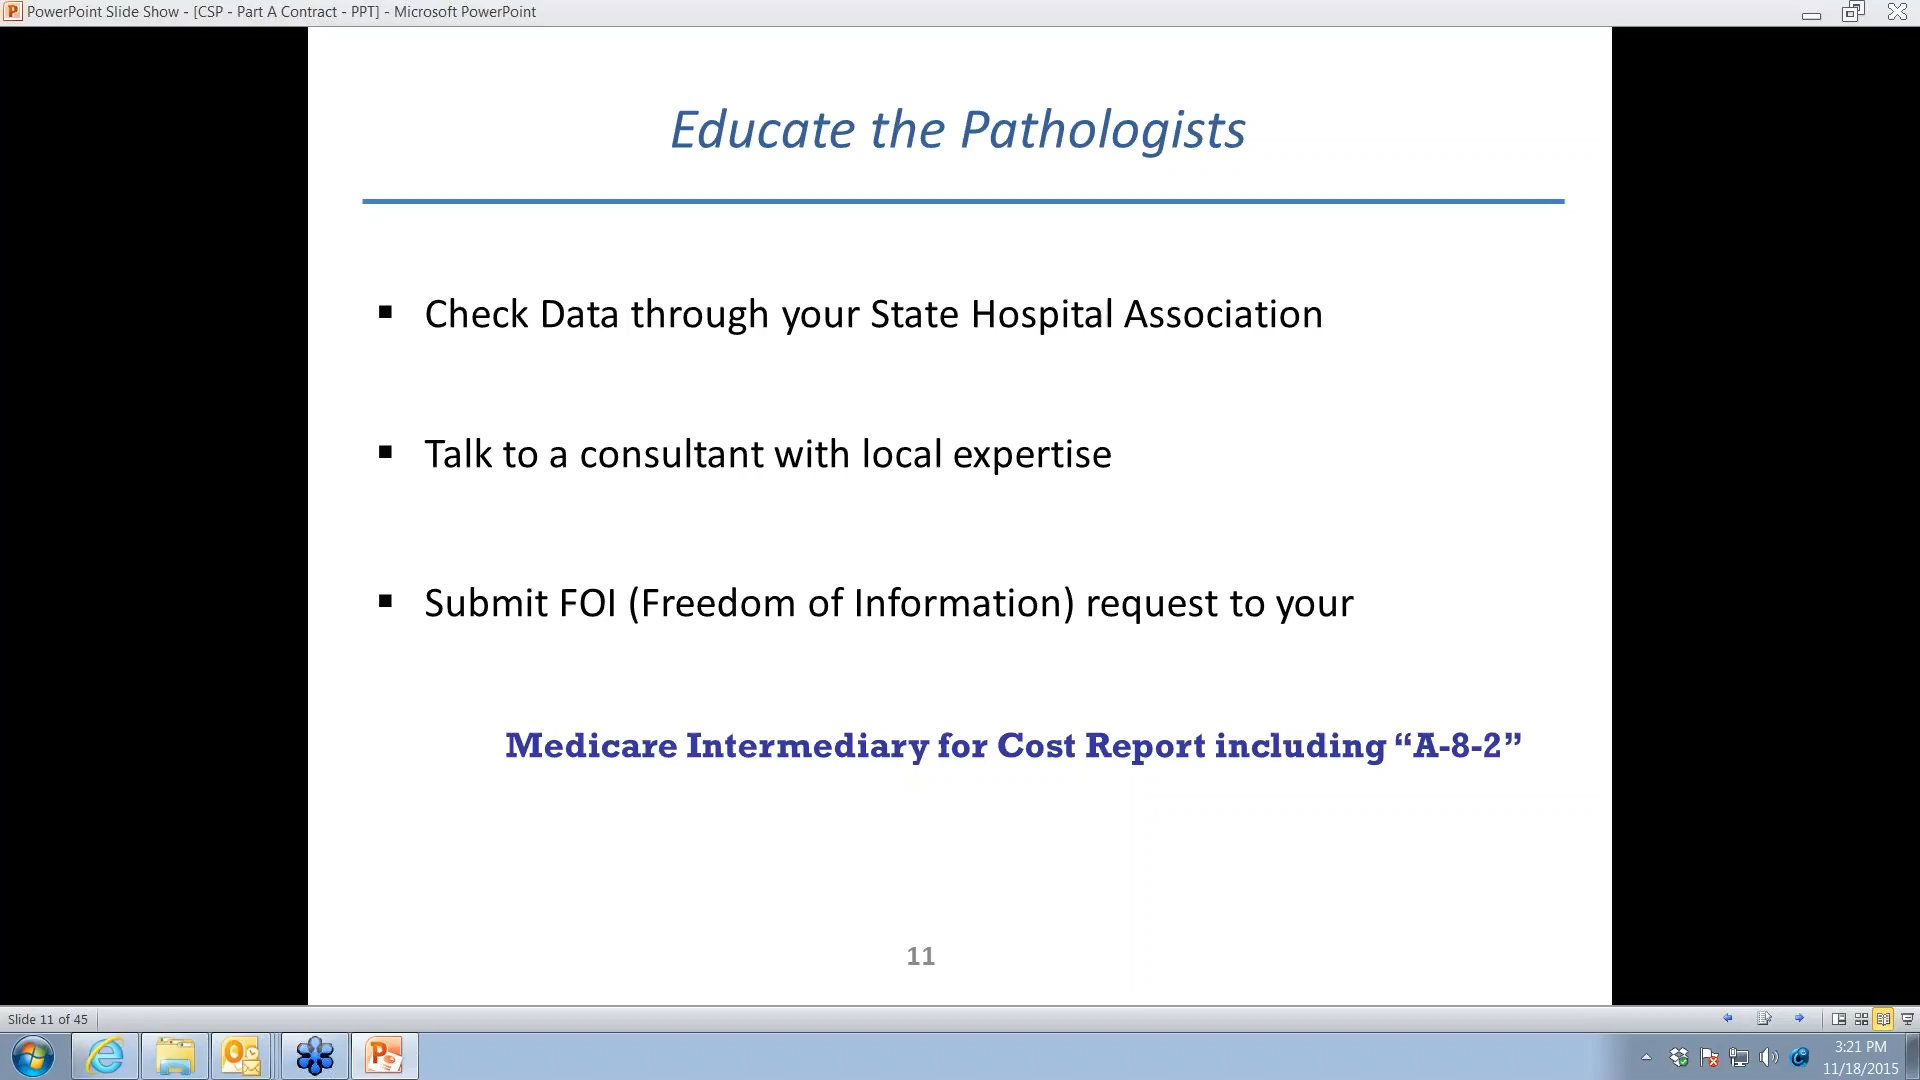 PowerPoint Slide Show - [CSP - Part A Contract - PPT] - Microsoft PowerPoint
Educate the Pathologists
▪ Check Data through your State Hospital Association
▪ Talk to a consultant with local expertise
▪ Submit FOI (Freedom of Information) request to your
Medicare Intermediary for Cost Report including “A-8-2”
11
Slide 11 of 45
3:21 PM
11/18/2015